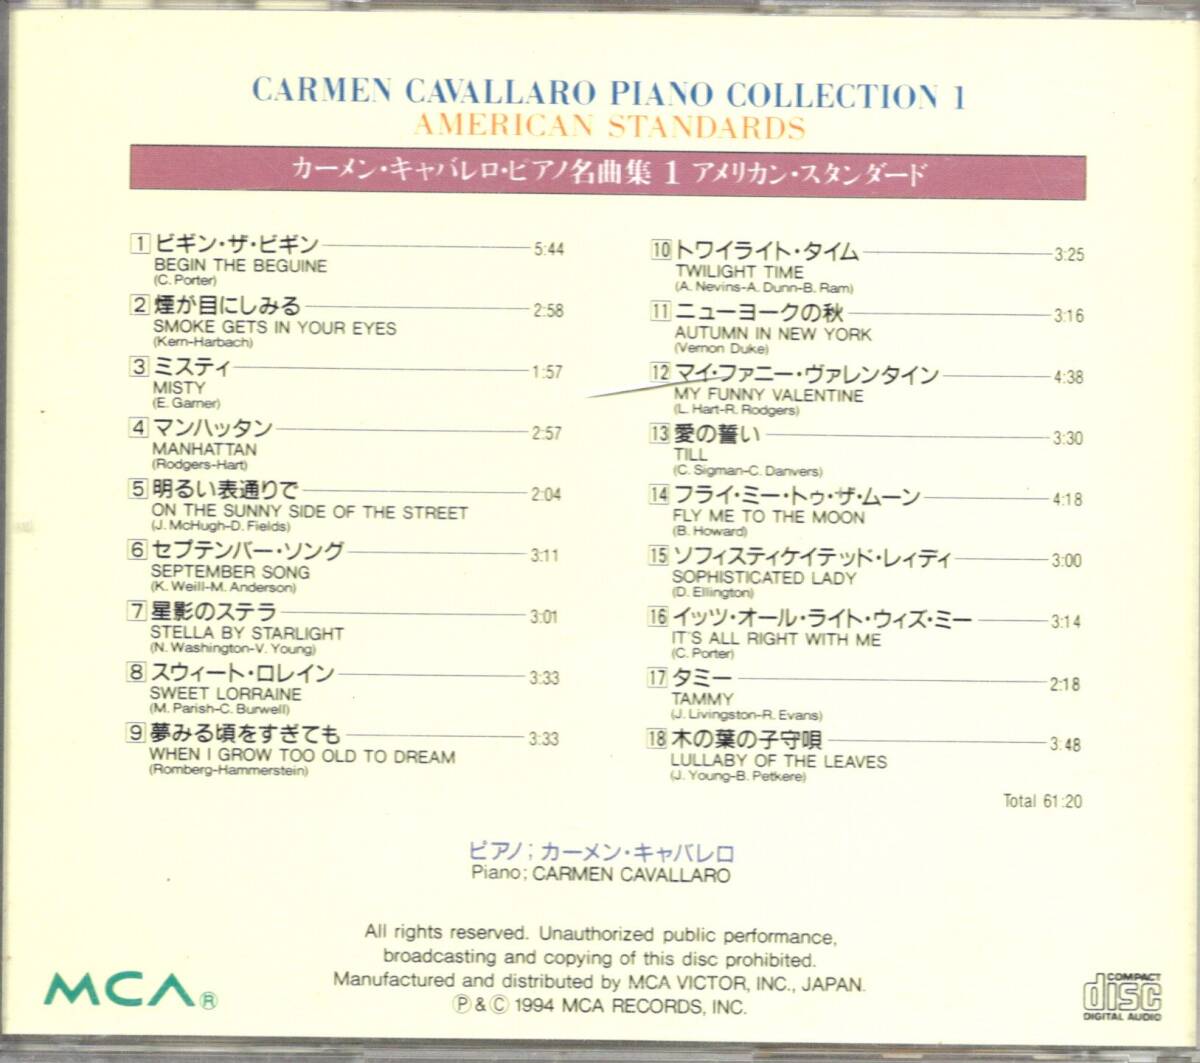 CARMEN CAVALLARO PIANO COLLECTION 1
AMERICAN STANDARDS
カーメン・キャバレロ・ピアノ名曲集 1 アメリカン・スタンダード
1 ビギン・ザ・ビギン 5:44
BEGIN THE BEGUINE
(C. Porter)
2 煙が目にしみる 2:58
SMOKE GETS IN YOUR EYES
(Kern-Harbach)
3 ミスティ 1:57
MISTY
(E. Garner)
4 マンハッタン 2:57
MANHATTAN
(Rodgers-Hart)
5 明るい表通りで 2:04
ON THE SUNNY SIDE OF THE STREET
(J. McHugh-D. Fields)
6 セプテンバー・ソング 3:11
SEPTEMBER SONG
(K. Weill-M. Anderson)
7 星影のステラ 3:01
STELLA BY STARLIGHT
(N. Washington-V. Young)
8 スウィート・ロレイン 3:33
SWEET LORRAINE
(M. Parish-C. Burwell)
9 夢みる頃をすぎても 3:33
WHEN I GROW TOO OLD TO DREAM
(Romberg-Hammerstein)
10 トワイライト・タイム 3:25
TWILIGHT TIME
(A. Nevins-A. Dunn-B. Ram)
11 ニューヨークの秋 3:16
AUTUMN IN NEW YORK
(Vernon Duke)
12 マイ・ファニー・ヴァレンタイン 4:38
MY FUNNY VALENTINE
(L. Hart-R. Rodgers)
13 愛の誓い 3:30
TILL
(C. Sigman-C. Danvers)
14 フライ・ミー・トゥ・ザ・ムーン 4:18
FLY ME TO THE MOON
(B. Howard)
15 ソフィスティケイテッド・レィディ 3:00
SOPHISTICATED LADY
(D. Ellington)
16 イッツ・オール・ライト・ウィズ・ミー 3:14
IT'S ALL RIGHT WITH ME
(C. Porter)
17 タミー 2:18
TAMMY
(J. Livingston-R. Evans)
18 木の葉の子守唄 3:48
LULLABY OF THE LEAVES
(J. Young-B. Petkere)
Total 61:20
ピアノ; カーメン・キャバレロ
Piano; CARMEN CAVALLARO
All rights reserved. Unauthorized public performance,
broadcasting and copying of this disc prohibited.
Manufactured and distributed by MCA VICTOR, INC., JAPAN.
Ⓟ & Ⓒ 1994 MCA RECORDS, INC.
MCA®
COMPACT
disc
DIGITAL AUDIO